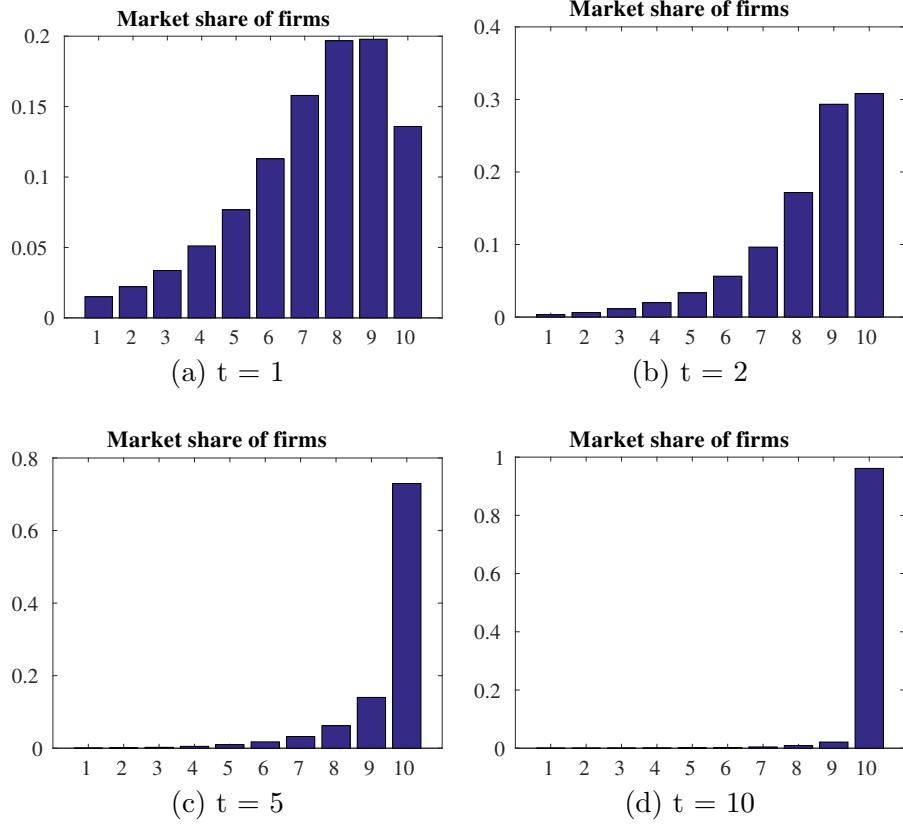 Market share of firms
0.2
0.15
0.1
0.05
0
1 2 3 4 5 6 7 8 9 10
(a) t = 1
Market share of firms
0.4
0.3
0.2
0.1
0
1 2 3 4 5 6 7 8 9 10
(b) t = 2
Market share of firms
0.8
0.6
0.4
0.2
0
1 2 3 4 5 6 7 8 9 10
(c) t = 5
Market share of firms
1
0.8
0.6
0.4
0.2
0
1 2 3 4 5 6 7 8 9 10
(d) t = 10